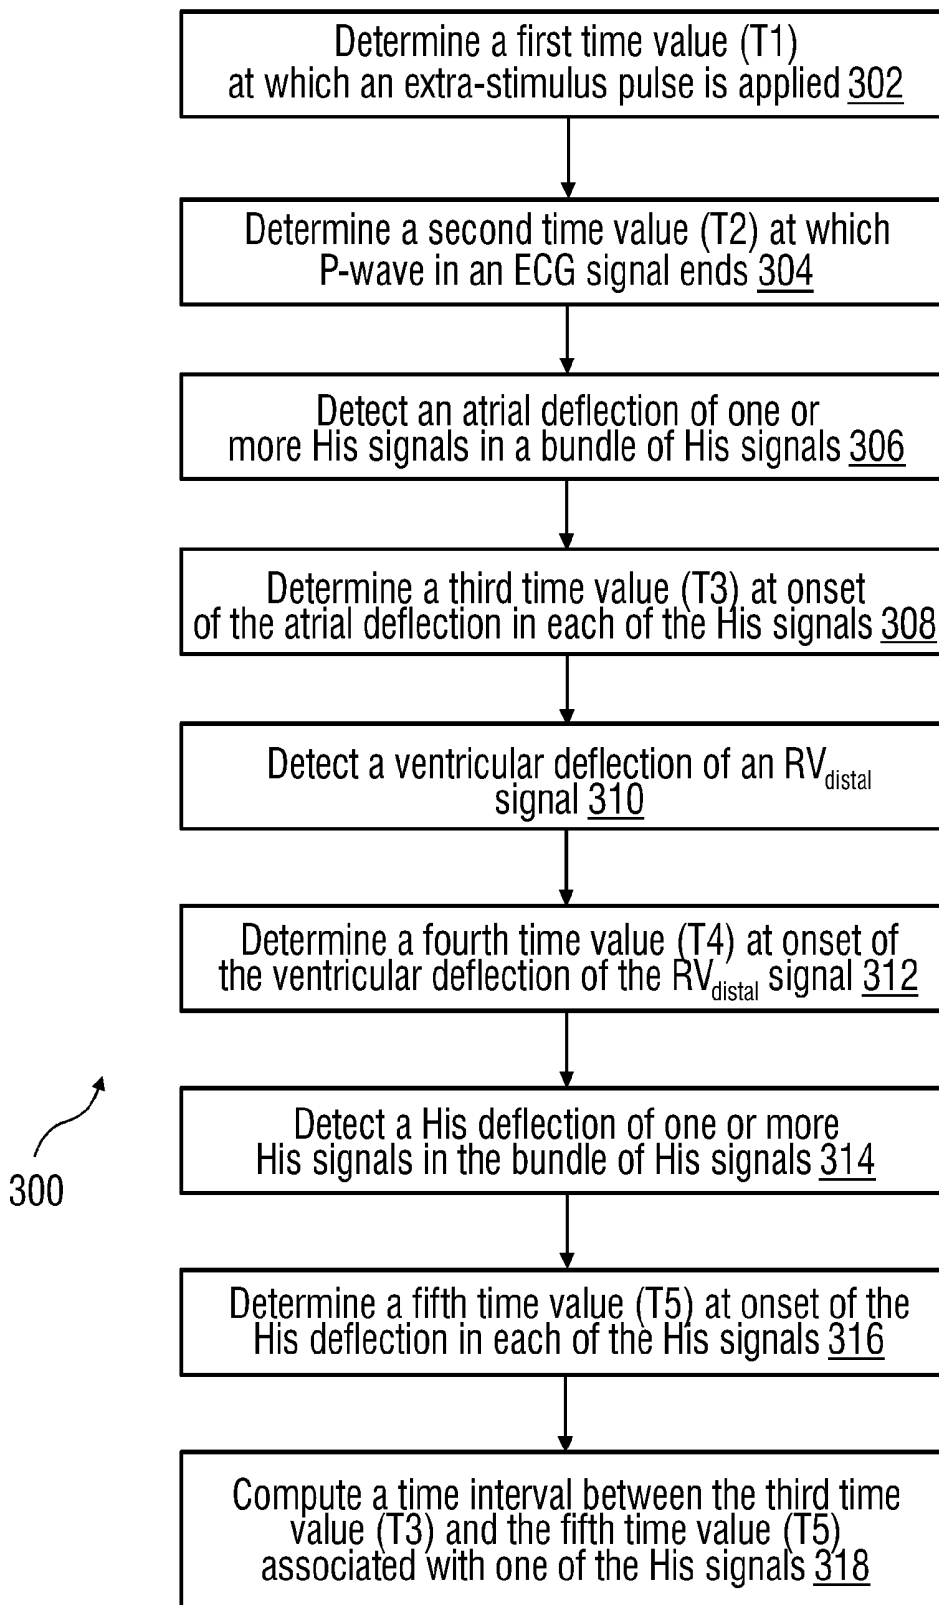 Determine a first time value (T1)
at which an extra-stimulus pulse is applied 302
Determine a second time value (T2) at which
P-wave in an ECG signal ends 304
Detect an atrial deflection of one or
more His signals in a bundle of His signals 306
Determine a third time value (T3) at onset
of the atrial deflection in each of the His signals 308
Detect a ventricular deflection of an RVdistal
signal 310
Determine a fourth time value (T4) at onset of
the ventricular deflection of the RVdistal signal 312
Detect a His deflection of one or more
His signals in the bundle of His signals 314
300
Determine a fifth time value (T5) at onset of the
His deflection in each of the His signals 316
Compute a time interval between the third time
value (T3) and the fifth time value (T5)
associated with one of the His signals 318